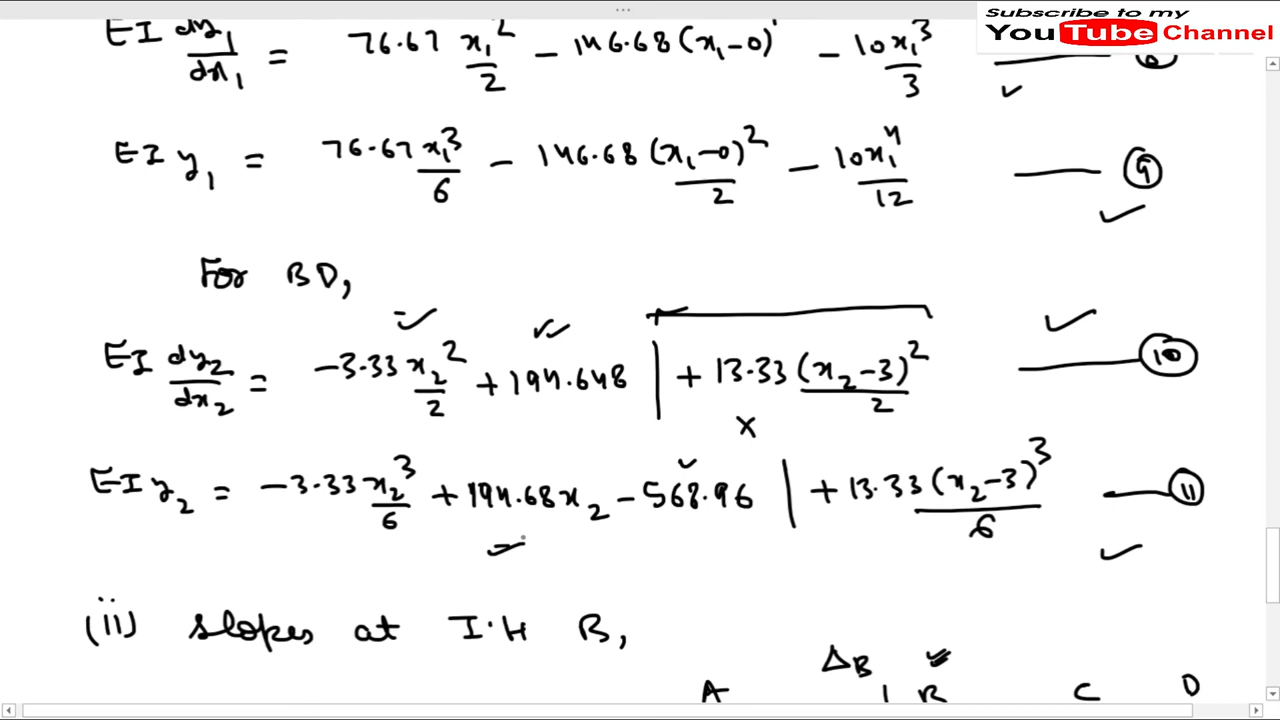 Subscribe to my
YouTube Channel
EI dy₁/dx₁ = 76.67 x₁²/2 - 146.68 (x₁-0)¹ - 10x₁³/3
EI y₁ = 76.67 x₁³/6 - 146.68 (x₁-0)²/2 - 10x₁⁴/12 —— ⑨
For BD,
EI dy₂/dx₂ = -3.33 x₂²/2 + 194.648 | + 13.33 (x₂-3)²/2 —— ⑩
EI y₂ = -3.33 x₂³/6 + 194.68 x₂ - 568.96 | + 13.33 (x₂-3)³/6 —— ⑪
(ii) slopes at I.H B,
ΔB
A B C D